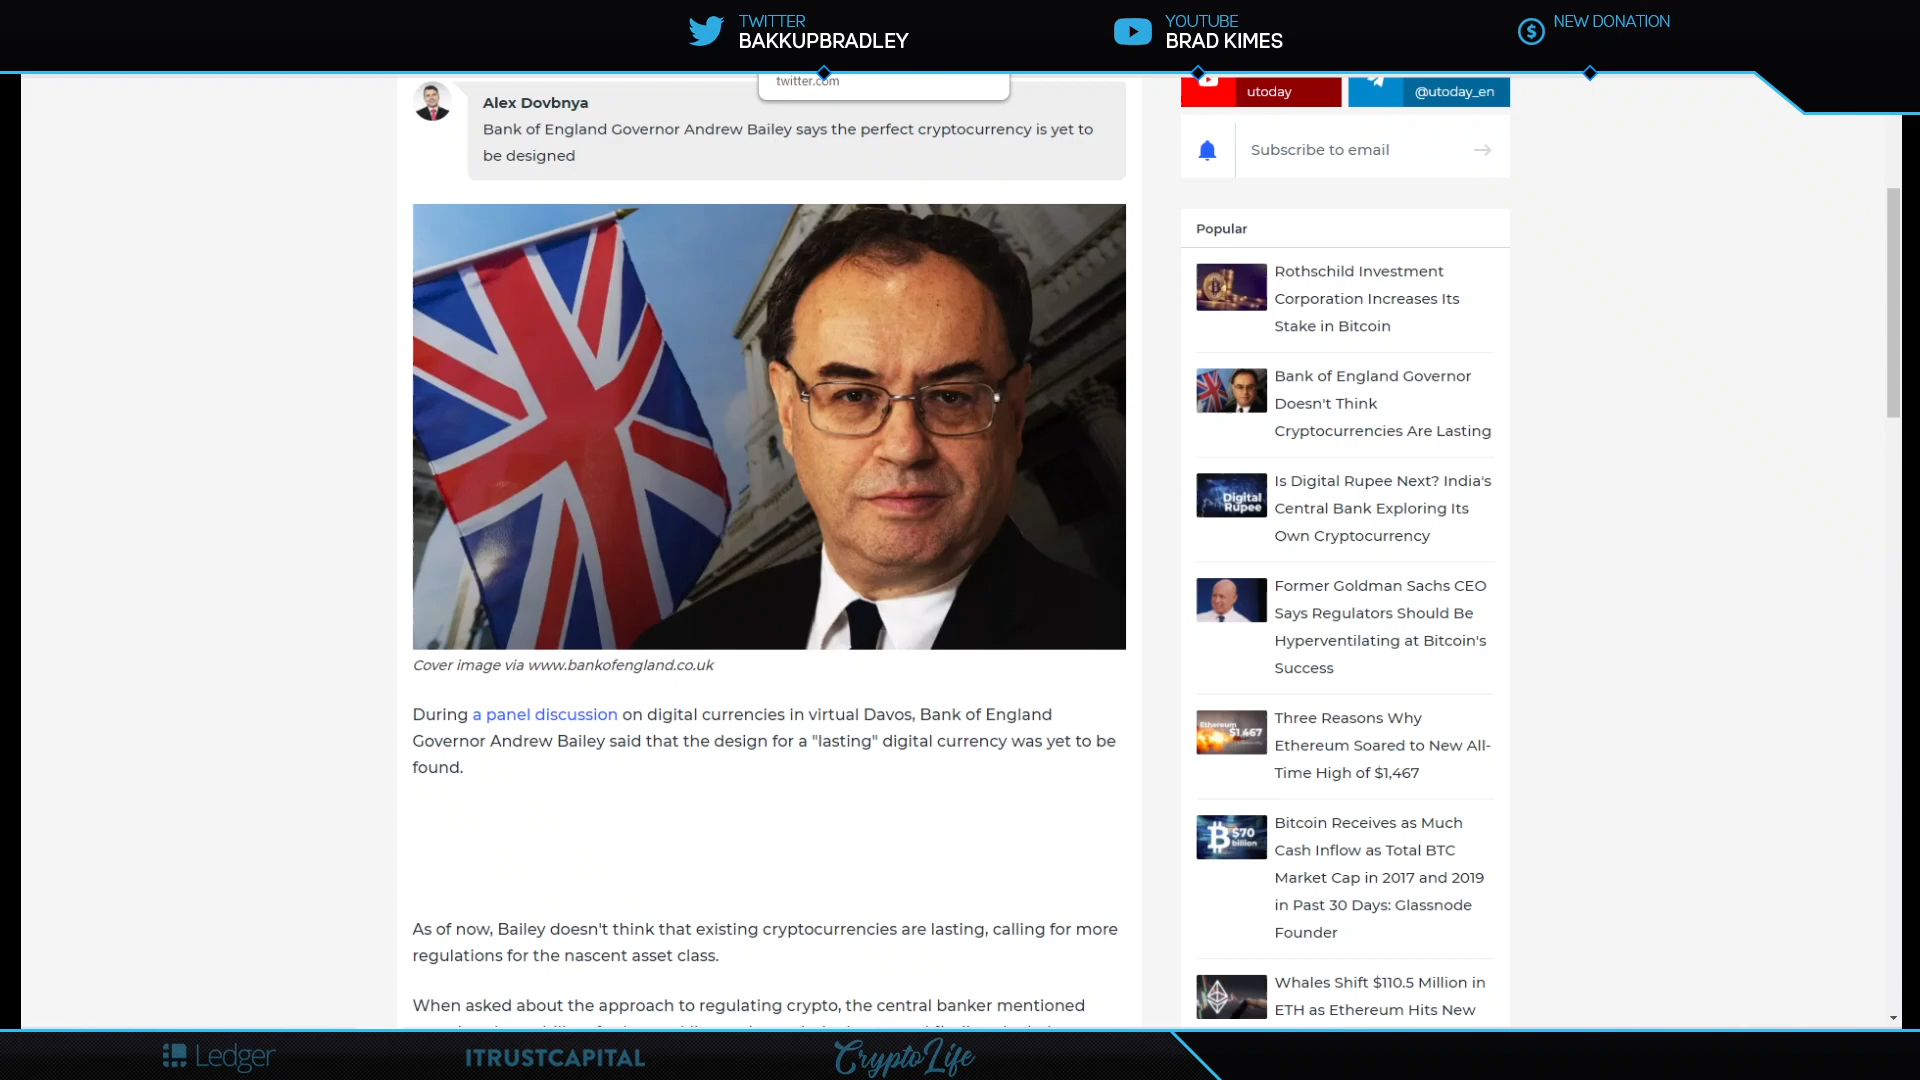 TWITTER
BAKKUPBRADLEY
YOUTUBE
BRAD KIMES
NEW DONATION
twitter.com
Alex Dovbnya
Bank of England Governor Andrew Bailey says the perfect cryptocurrency is yet to
be designed
Cover image via www.bankofengland.co.uk
During a panel discussion on digital currencies in virtual Davos, Bank of England
Governor Andrew Bailey said that the design for a "lasting" digital currency was yet to be
found.
As of now, Bailey doesn't think that existing cryptocurrencies are lasting, calling for more
regulations for the nascent asset class.
When asked about the approach to regulating crypto, the central banker mentioned
utoday
@utoday_en
Subscribe to email
Popular
Rothschild Investment
Corporation Increases Its
Stake in Bitcoin
Bank of England Governor
Doesn't Think
Cryptocurrencies Are Lasting
Digital
Rupee
Is Digital Rupee Next? India's
Central Bank Exploring Its
Own Cryptocurrency
Former Goldman Sachs CEO
Says Regulators Should Be
Hyperventilating at Bitcoin's
Success
Ethereum
$1,467
Three Reasons Why
Ethereum Soared to New All-
Time High of $1,467
$70
billion
Bitcoin Receives as Much
Cash Inflow as Total BTC
Market Cap in 2017 and 2019
in Past 30 Days: Glassnode
Founder
Whales Shift $110.5 Million in
ETH as Ethereum Hits New
Ledger
ITRUSTCAPITAL
CryptoLife